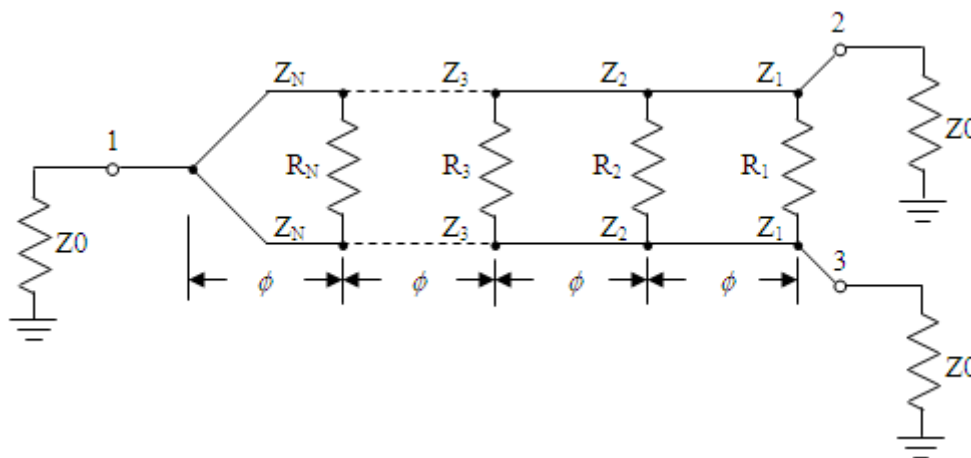 2
Z_N Z_3 Z_2 Z_1
1
Z0
R_N R_3 R_2 R_1
Z0
Z_N Z_3 Z_2 Z_1
3
ϕ ϕ ϕ ϕ
Z0